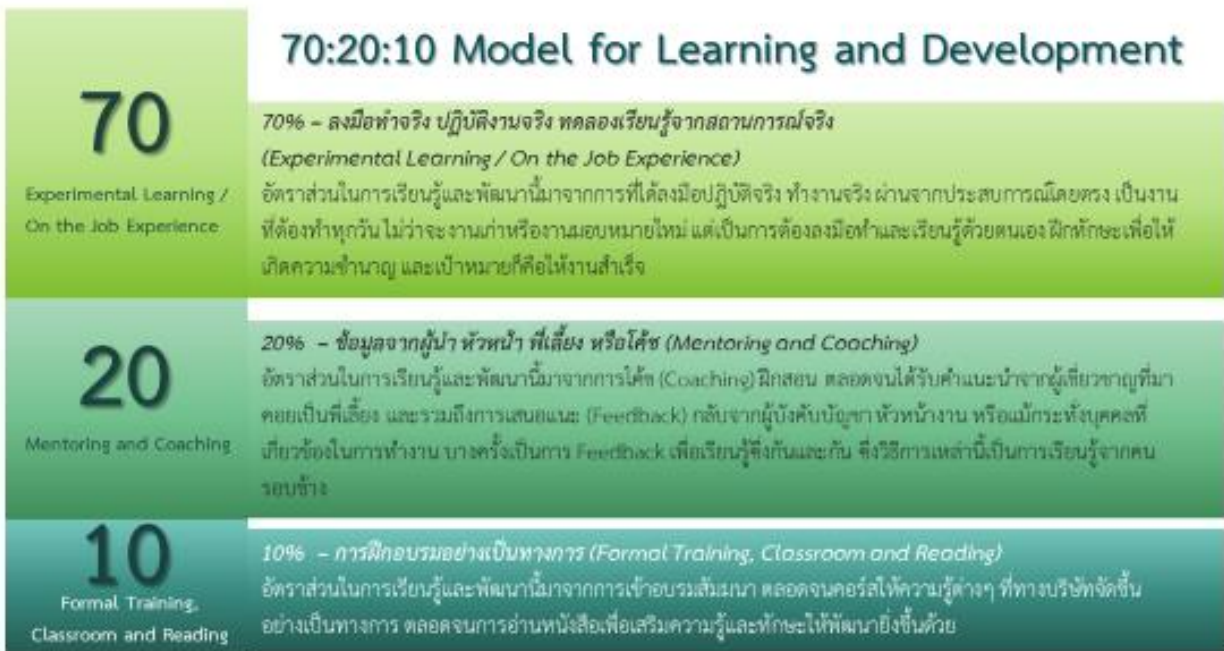 70:20:10 Model for Learning and Development
70
Experimental Learning /
On the Job Experience
70% – ลงมือทำจริง ปฏิบัติงานจริง ทดลองเรียนรู้จากสถานการณ์จริง
(Experimental Learning / On the Job Experience)
อัตราส่วนในการเรียนรู้และพัฒนานี้มาจากการที่ได้ลงมือปฏิบัติจริง ทำงานจริง ผ่านจากประสบการณ์โดยตรง เป็นงาน
ที่ต้องทำทุกวัน ไม่ว่าจะงานเก่าหรืองานมอบหมายใหม่ แต่เป็นการต้องลงมือทำและเรียนรู้ด้วยตนเอง ฝึกทักษะเพื่อให้
เกิดความชำนาญ และเป้าหมายก็คือให้งานสำเร็จ
20
Mentoring and Coaching
20% – ข้อมูลจากผู้นำ หัวหน้า พี่เลี้ยง หรือโค้ช (Mentoring and Coaching)
อัตราส่วนในการเรียนรู้และพัฒนานี้มาจากการโค้ช (Coaching) ฝึกสอน ตลอดจนได้รับคำแนะนำจากผู้เชี่ยวชาญที่มา
คอยเป็นพี่เลี้ยง และรวมถึงการเสนอแนะ (Feedback) กลับจากผู้บังคับบัญชา หัวหน้างาน หรือแม้กระทั่งบุคคลที่
เกี่ยวข้องในการทำงาน บางครั้งเป็นการ Feedback เพื่อเรียนรู้ซึ่งกันและกัน ซึ่งวิธีการเหล่านี้เป็นการเรียนรู้จากคน
รอบข้าง
10
Formal Training,
Classroom and Reading
10% – การฝึกอบรมอย่างเป็นทางการ (Formal Training, Classroom and Reading)
อัตราส่วนในการเรียนรู้และพัฒนานี้มาจากการเข้าอบรมสัมมนา ตลอดจนคอร์สให้ความรู้ต่างๆ ที่ทางบริษัทจัดขึ้น
อย่างเป็นทางการ ตลอดจนการอ่านหนังสือเพื่อเสริมความรู้และทักษะให้พัฒนายิ่งขึ้นด้วย